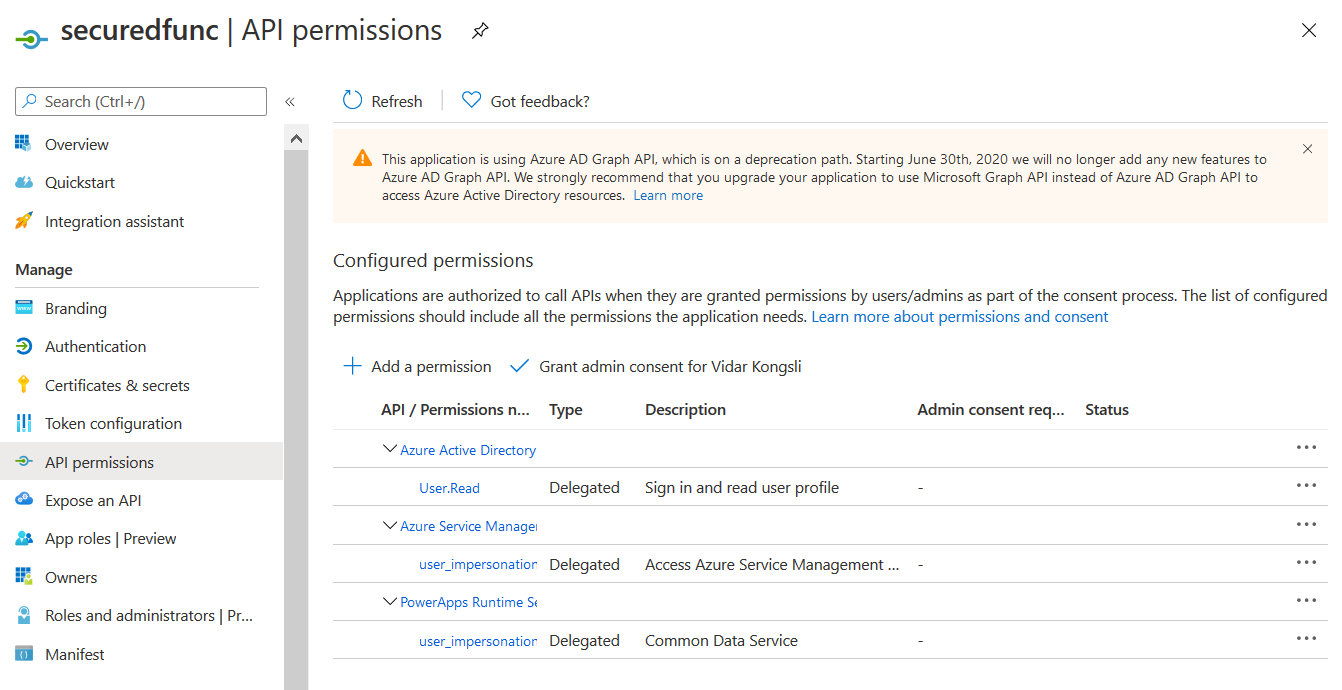 securedfunc | API permissions
Search (Ctrl+/)
Overview
Quickstart
Integration assistant
Manage
Branding
Authentication
Certificates & secrets
Token configuration
API permissions
Expose an API
App roles | Preview
Owners
Roles and administrators | Pr...
Manifest
Refresh
Got feedback?
This application is using Azure AD Graph API, which is on a deprecation path. Starting June 30th, 2020 we will no longer add any new features to
Azure AD Graph API. We strongly recommend that you upgrade your application to use Microsoft Graph API instead of Azure AD Graph API to
access Azure Active Directory resources. Learn more
Configured permissions
Applications are authorized to call APIs when they are granted permissions by users/admins as part of the consent process. The list of configured
permissions should include all the permissions the application needs. Learn more about permissions and consent
Add a permission Grant admin consent for Vidar Kongsli
API / Permissions n... Type Description Admin consent req... Status
Azure Active Directory
User.Read Delegated Sign in and read user profile -
Azure Service Manage
user_impersonation Delegated Access Azure Service Management ... -
PowerApps Runtime Se
user_impersonation Delegated Common Data Service -